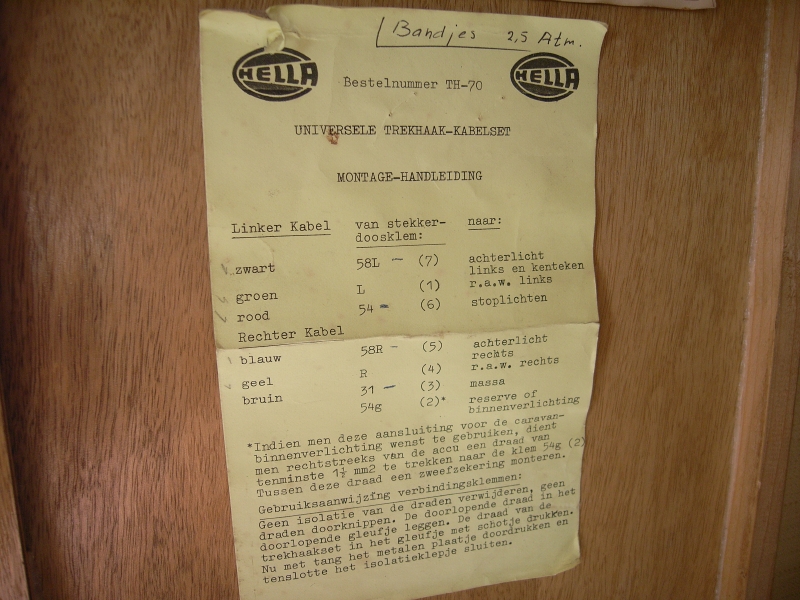 Bandjes 2,5 Atm.
HELLA Bestelnummer TH-70 HELLA
UNIVERSELE TREKHAAK-KABELSET
MONTAGE-HANDLEIDING
Linker Kabel van stekker- naar:
doosklem:
zwart 58L - (7) achterlicht
links en kenteken
groen L (1) r.a.w. links
rood 54 - (6) stoplichten
Rechter Kabel
blauw 58R - (5) achterlicht
rechts
geel R (4) r.a.w. rechts
bruin 31 - (3) massa
54g (2)* reserve of
binnenverlichting
*Indien men deze aansluiting voor de caravan-
binnenverlichting wenst te gebruiken, dient
men rechtstreeks van de accu een draad van
tenminste 1½ mm2 te trekken naar de klem 54g (2)
Tussen deze draad een zweefzekering monteren.
Gebruiksaanwijzing verbindingsklemmen:
Geen isolatie van de draden verwijderen, geen
draden doorknippen. De doorlopende draad in het
doorlopende gleufje leggen. De draad van de
trekhaakset in het gleufje met schotje drukken.
Nu met tang het metalen plaatje doordrukken en
tenslotte het isolatieklepje sluiten.